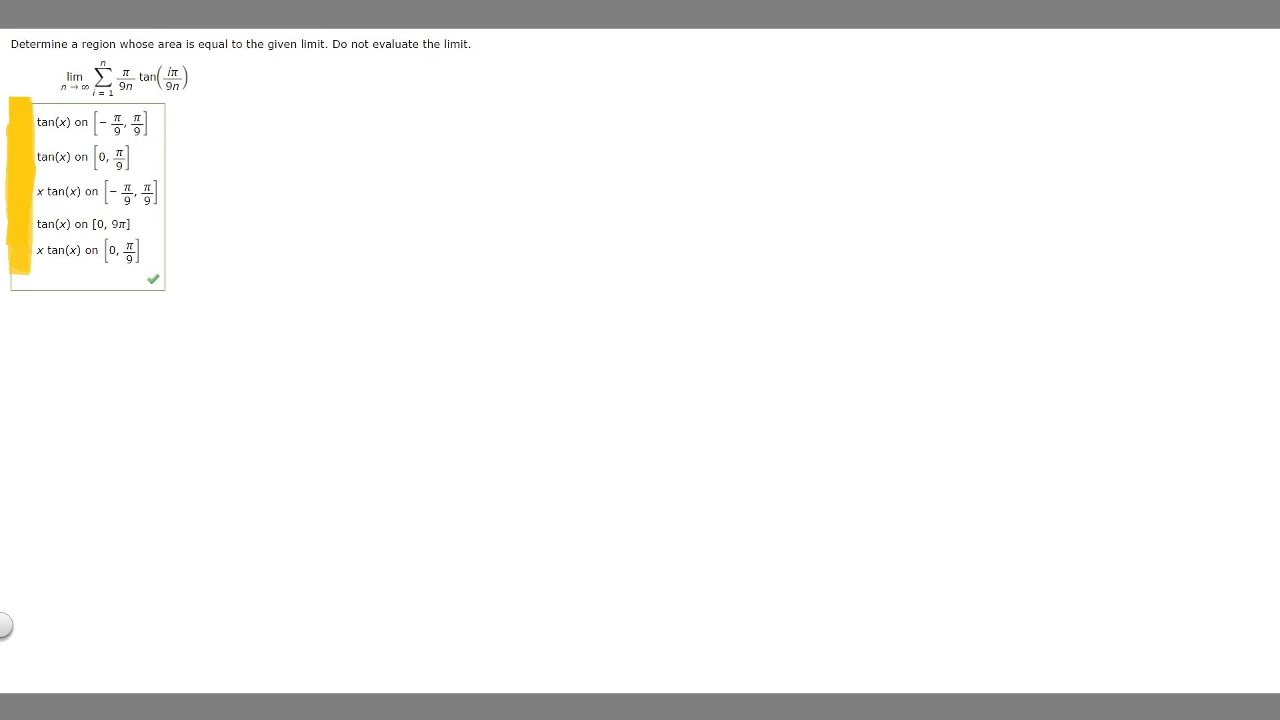 Determine a region whose area is equal to the given limit. Do not evaluate the limit.
lim n → ∞ n ∑ i = 1 π/9n tan(iπ/9n)
tan(x) on [− π/9, π/9]
tan(x) on [0, π/9]
x tan(x) on [− π/9, π/9]
tan(x) on [0, 9π]
x tan(x) on [0, π/9]